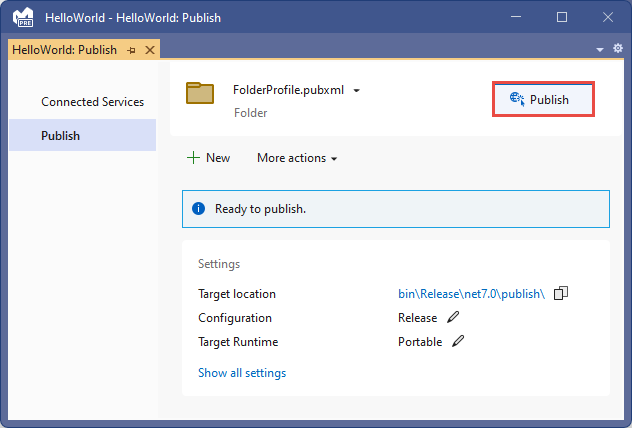 HelloWorld - HelloWorld: Publish
PRE
HelloWorld: Publish
Connected Services
Publish
FolderProfile.pubxml
Folder
Publish
New
More actions
Ready to publish.
Settings
Target location bin\Release\net7.0\publish\
Configuration Release
Target Runtime Portable
Show all settings